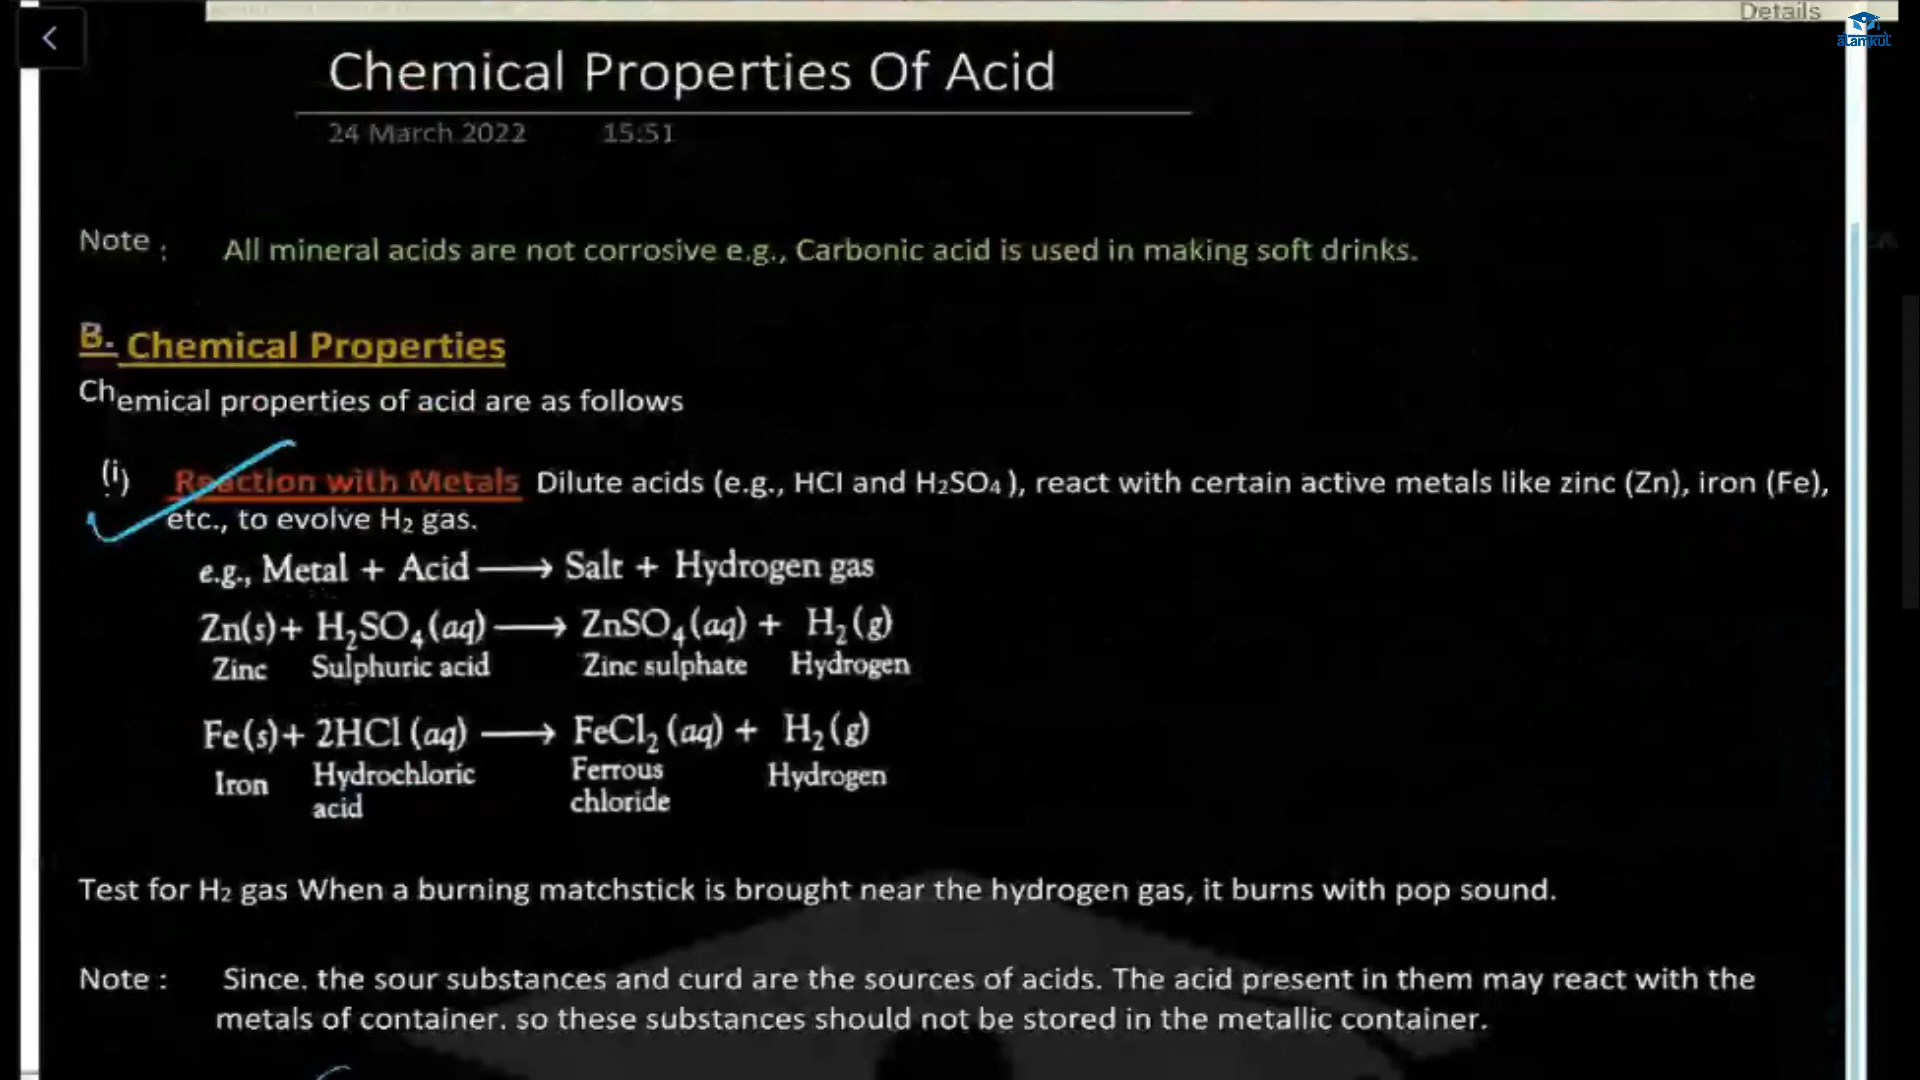 Details
alamkut
Chemical Properties Of Acid
24 March 2022 15:51
Note : All mineral acids are not corrosive e.g., Carbonic acid is used in making soft drinks.
B. Chemical Properties
Chemical properties of acid are as follows
(i) Reaction with Metals Dilute acids (e.g., HCl and H₂SO₄ ), react with certain active metals like zinc (Zn), iron (Fe),
etc., to evolve H₂ gas.
e.g., Metal + Acid ⟶ Salt + Hydrogen gas
Zn(s)+ H₂SO₄(aq) ⟶ ZnSO₄(aq) + H₂(g)
Zinc Sulphuric acid Zinc sulphate Hydrogen
Fe(s)+ 2HCl (aq) ⟶ FeCl₂ (aq) + H₂(g)
Iron Hydrochloric Ferrous Hydrogen
acid chloride
Test for H₂ gas When a burning matchstick is brought near the hydrogen gas, it burns with pop sound.
Note : Since. the sour substances and curd are the sources of acids. The acid present in them may react with the
metals of container. so these substances should not be stored in the metallic container.